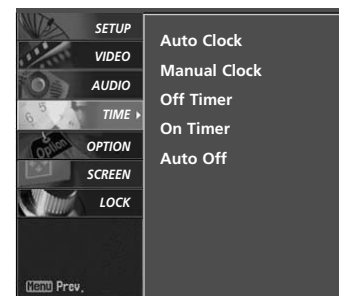 SETUP
VIDEO
AUDIO
TIME
OPTION
SCREEN
LOCK
Auto Clock
Manual Clock
Off Timer
On Timer
Auto Off
Option
Menu Prev.